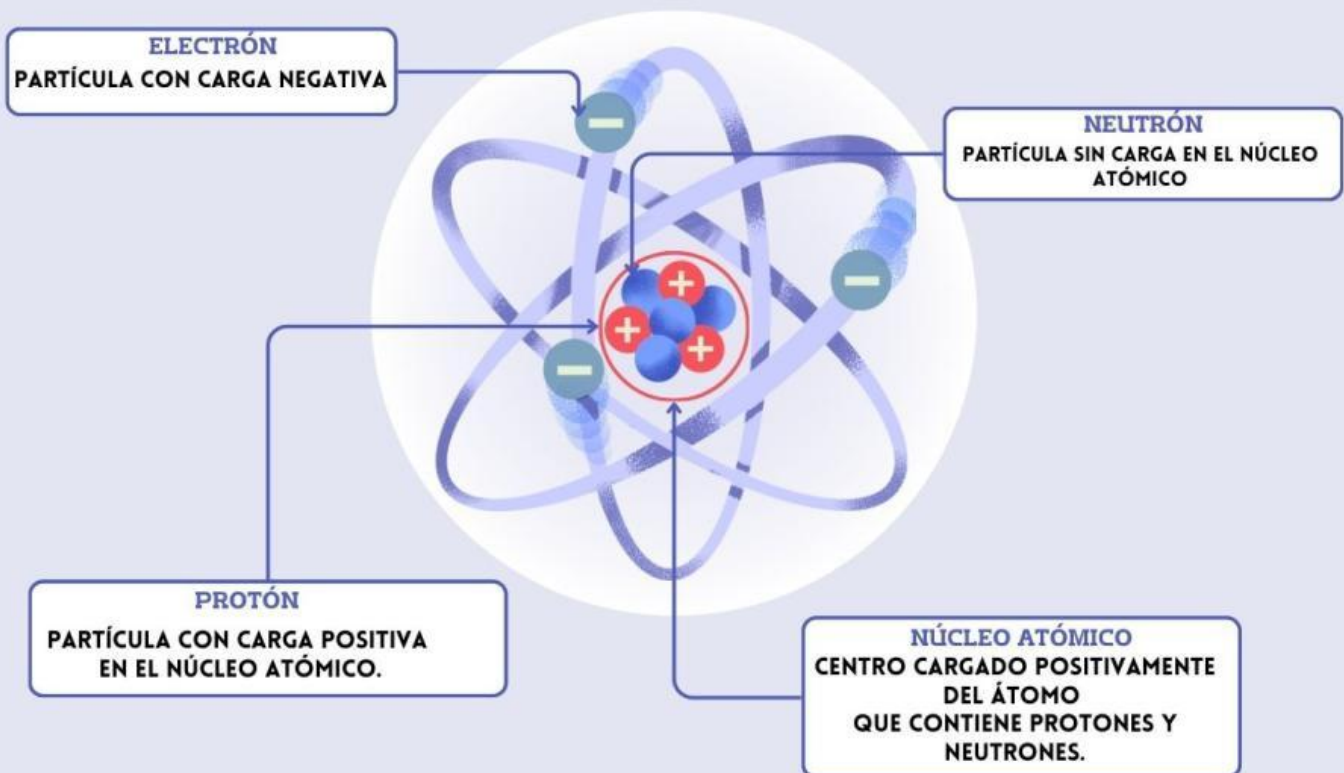 ELECTRÓN
PARTÍCULA CON CARGA NEGATIVA
NEUTRÓN
PARTÍCULA SIN CARGA EN EL NÚCLEO
ATÓMICO
PROTÓN
PARTÍCULA CON CARGA POSITIVA
EN EL NÚCLEO ATÓMICO.
NÚCLEO ATÓMICO
CENTRO CARGADO POSITIVAMENTE
DEL ÁTOMO
QUE CONTIENE PROTONES Y
NEUTRONES.